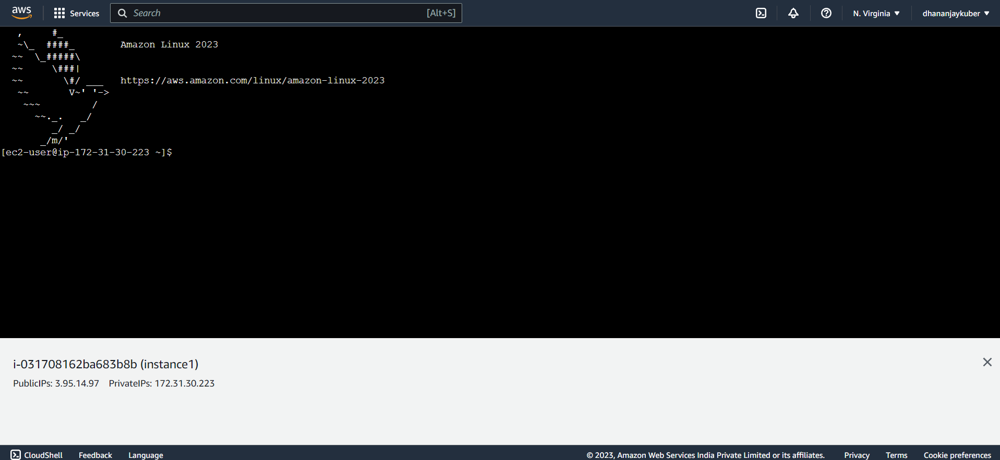 aws Services Search [Alt+S] N. Virginia dhananjaykuber
   ,     #_
   ~\_  ####_        Amazon Linux 2023
  ~~  \_#####\
  ~~     \###|
  ~~       \#/ ___   https://aws.amazon.com/linux/amazon-linux-2023
   ~~       V~' '->
    ~~~         /
      ~~._.   _/
         _/ _/
       _/m/'
[ec2-user@ip-172-31-30-223 ~]$
i-031708162ba683b8b (instance1)
PublicIPs: 3.95.14.97 PrivateIPs: 172.31.30.223
CloudShell Feedback Language © 2023, Amazon Web Services India Private Limited or its affiliates. Privacy Terms Cookie preferences